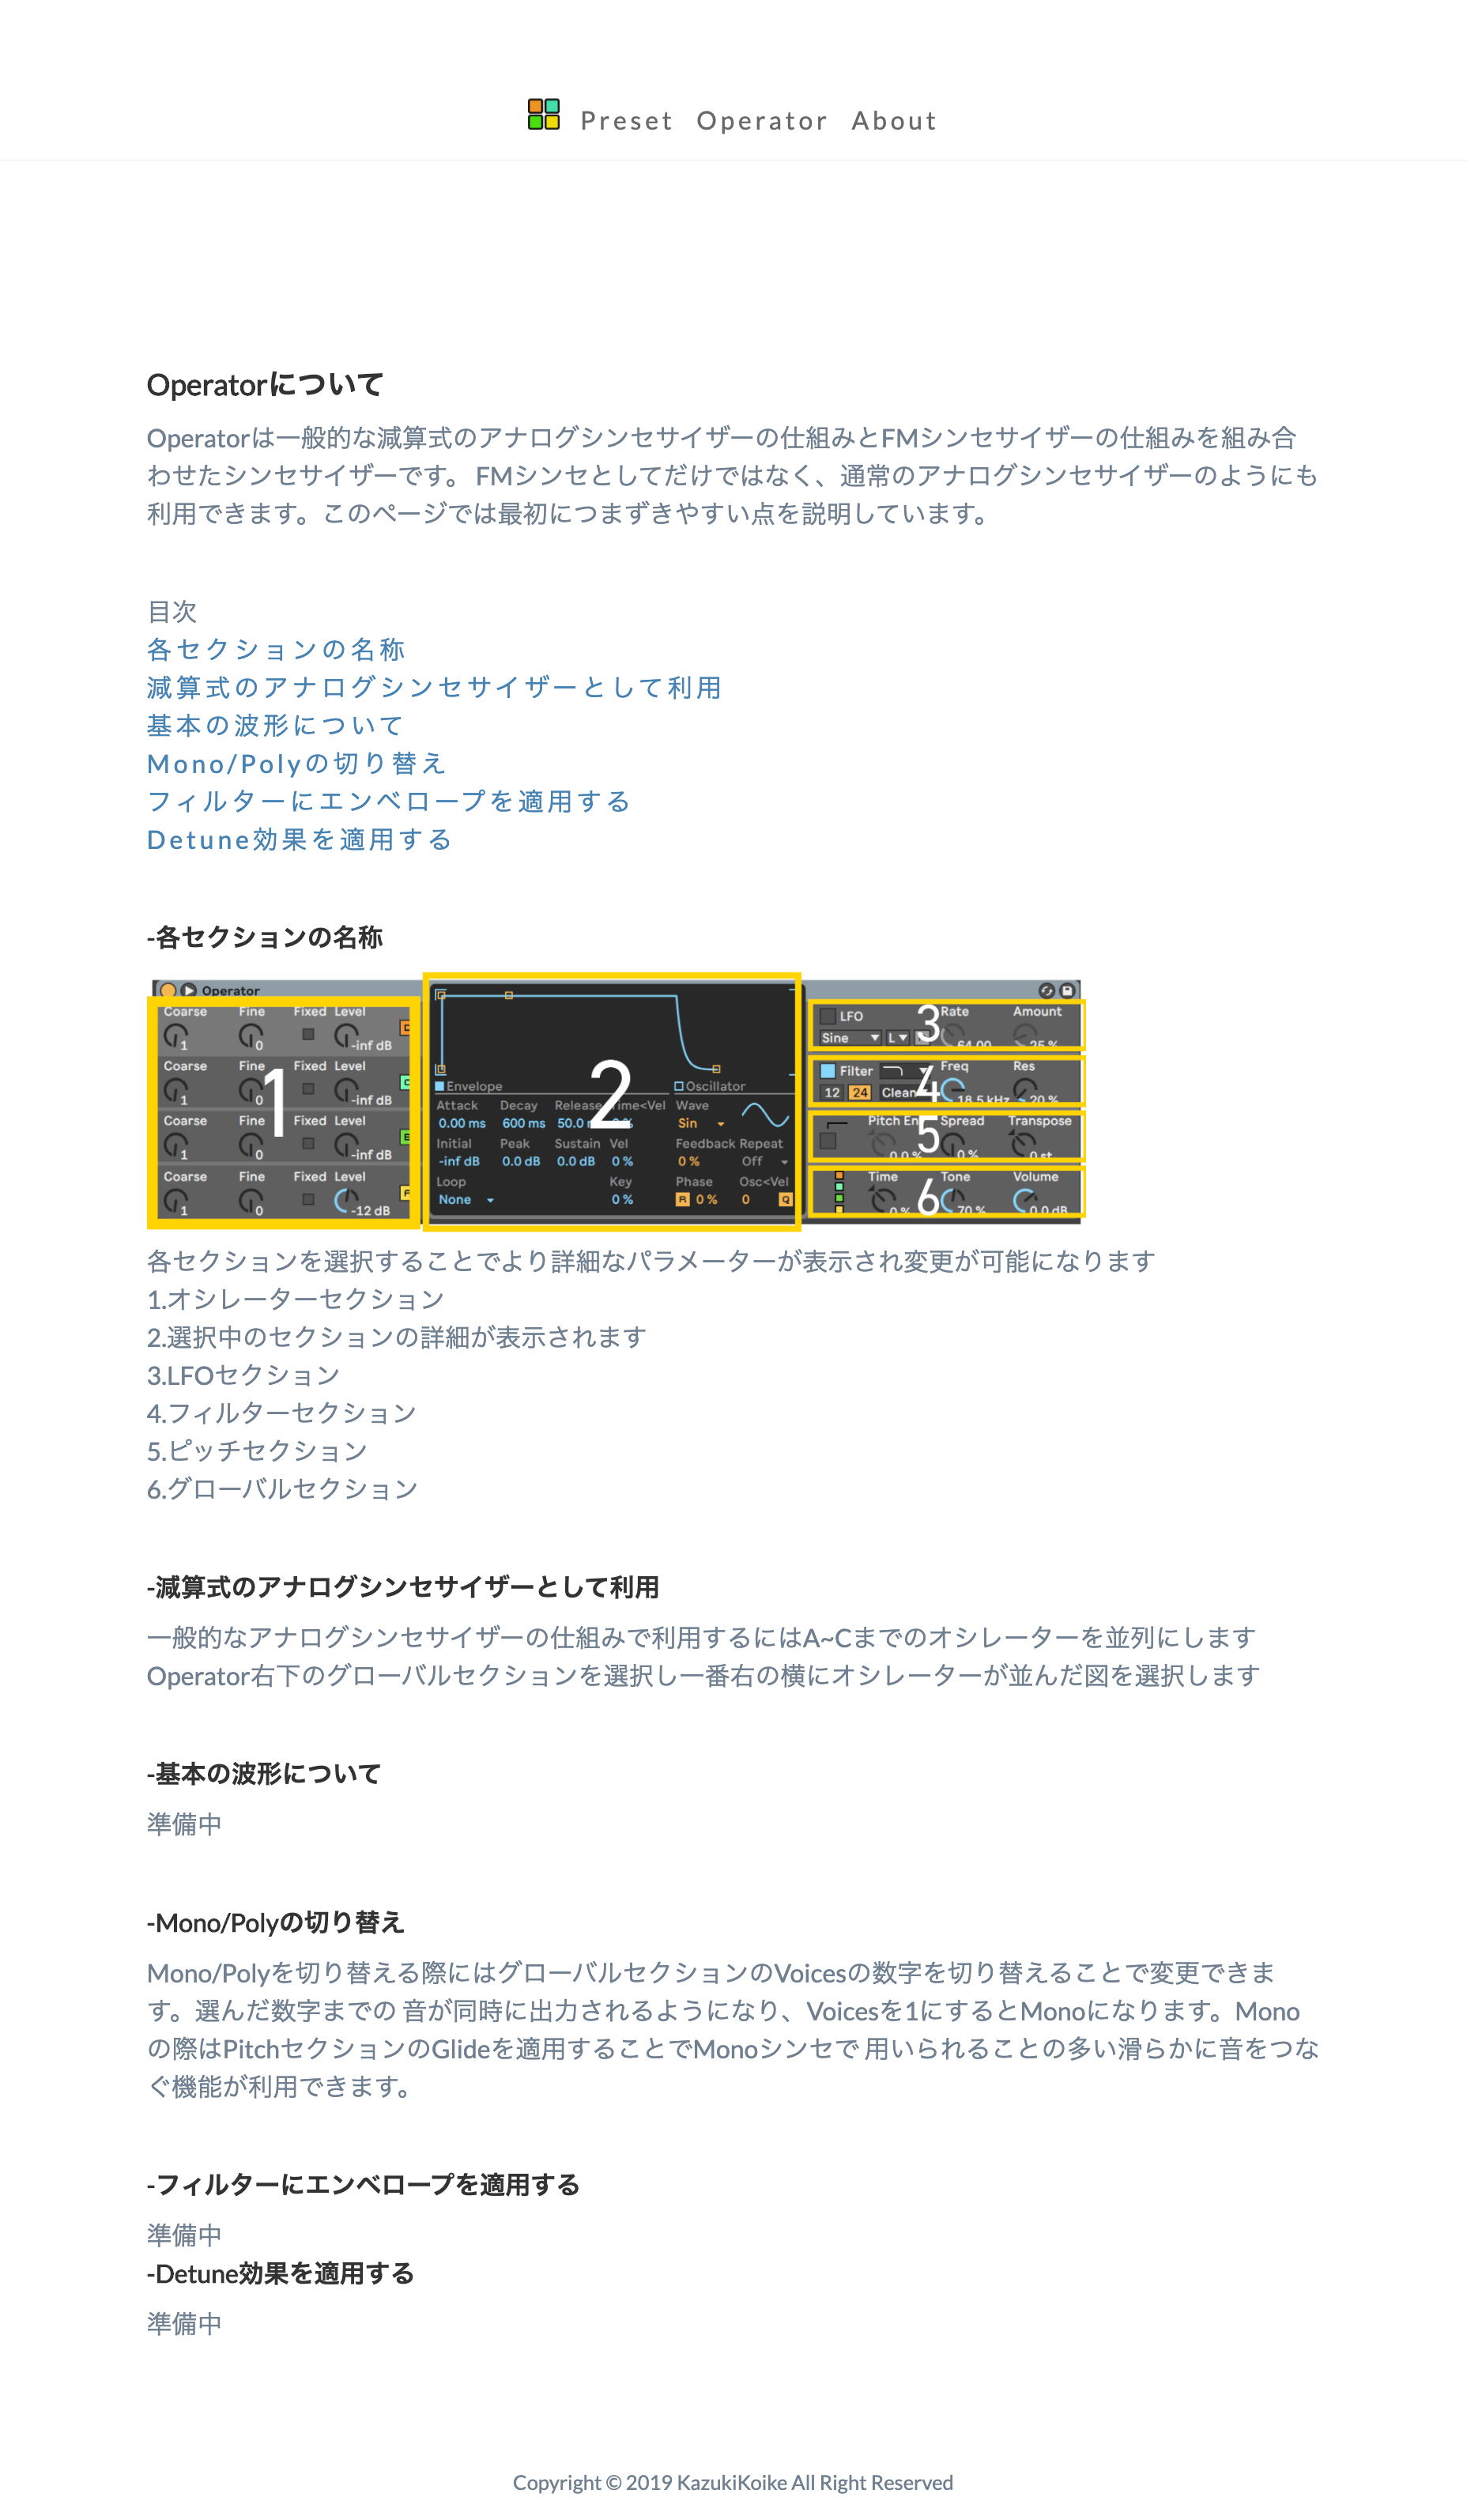 Preset Operator About
Operatorについて
Operatorは一般的な減算式のアナログシンセサイザーの仕組みとFMシンセサイザーの仕組みを組み合
わせたシンセサイザーです。 FMシンセとしてだけではなく、通常のアナログシンセサイザーのようにも
利用できます。このページでは最初につまずきやすい点を説明しています。
目次
各セクションの名称
減算式のアナログシンセサイザーとして利用
基本の波形について
Mono/Polyの切り替え
フィルターにエンベロープを適用する
Detune効果を適用する
-各セクションの名称
Operator
Coarse Fine Fixed Level
1 0 -inf dB D
Coarse Fine Fixed Level
1 0 -inf dB C
Coarse Fine Fixed Level
1 0 -inf dB B
Coarse Fine Fixed Level
1 0 -12 dB A
1
2
Envelope Oscillator
Attack Decay Release Time<Vel Wave
0.00 ms 600 ms 50.0 Sin
Initial Peak Sustain Vel Feedback Repeat
-inf dB 0.0 dB 0.0 dB 0 % 0 % Off
Loop Key Phase Osc<Vel
None 0 % R 0 % 0 Q
LFO 3 Rate Amount
Sine L 64.00 25 %
Filter 4 Freq Res
12 24 Clean 18.5 kHz 20 %
Pitch En 5 Spread Transpose
0.0 % 0 % 0 st
Time 6 Tone Volume
0 % 70 % 0.0 dB
各セクションを選択することでより詳細なパラメーターが表示され変更が可能になります
1.オシレーターセクション
2.選択中のセクションの詳細が表示されます
3.LFOセクション
4.フィルターセクション
5.ピッチセクション
6.グローバルセクション
-減算式のアナログシンセサイザーとして利用
一般的なアナログシンセサイザーの仕組みで利用するにはA~Cまでのオシレーターを並列にします
Operator右下のグローバルセクションを選択し一番右の横にオシレーターが並んだ図を選択します
-基本の波形について
準備中
-Mono/Polyの切り替え
Mono/Polyを切り替える際にはグローバルセクションのVoicesの数字を切り替えることで変更できま
す。選んだ数字までの 音が同時に出力されるようになり、Voicesを1にするとMonoになります。Mono
の際はPitchセクションのGlideを適用することでMonoシンセで 用いられることの多い滑らかに音をつな
ぐ機能が利用できます。
-フィルターにエンベロープを適用する
準備中
-Detune効果を適用する
準備中
Copyright © 2019 KazukiKoike All Right Reserved